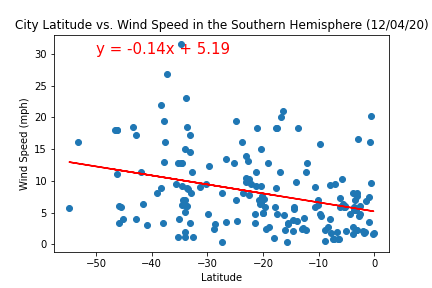 City Latitude vs. Wind Speed in the Southern Hemisphere (12/04/20)
y = -0.14x + 5.19
30
25
20
15
10
5
0
Wind Speed (mph)
−50 −40 −30 −20 −10 0
Latitude